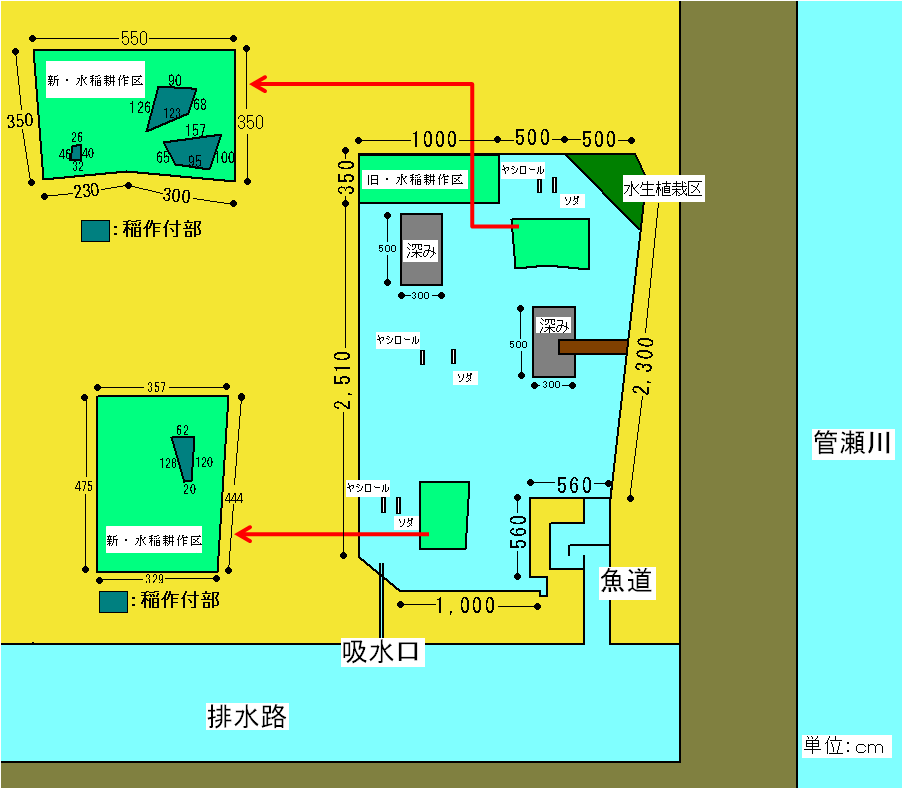 550
新・水稲耕作区
90
126
68
123
157
65
95
100
26
46
40
32
350
350
230
300
:稲作付部
1000
500
500
350
旧・水稲耕作区
ヤシロール
ソダ
水生植栽区
深み
500
300
深み
500
300
ヤシロール
ソダ
2,510
2,300
357
62
128
120
20
475
444
新・水稲耕作区
329
:稲作付部
ヤシロール
ソダ
560
560
魚道
1,000
吸水口
排水路
管瀬川
単位:cm